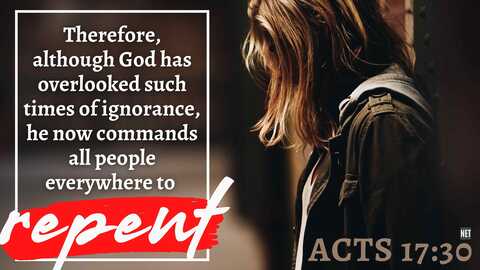 Therefore,
although God has
overlooked such
times of ignorance,
he now commands
all people
everywhere to
repent
NET
ACTS 17:30